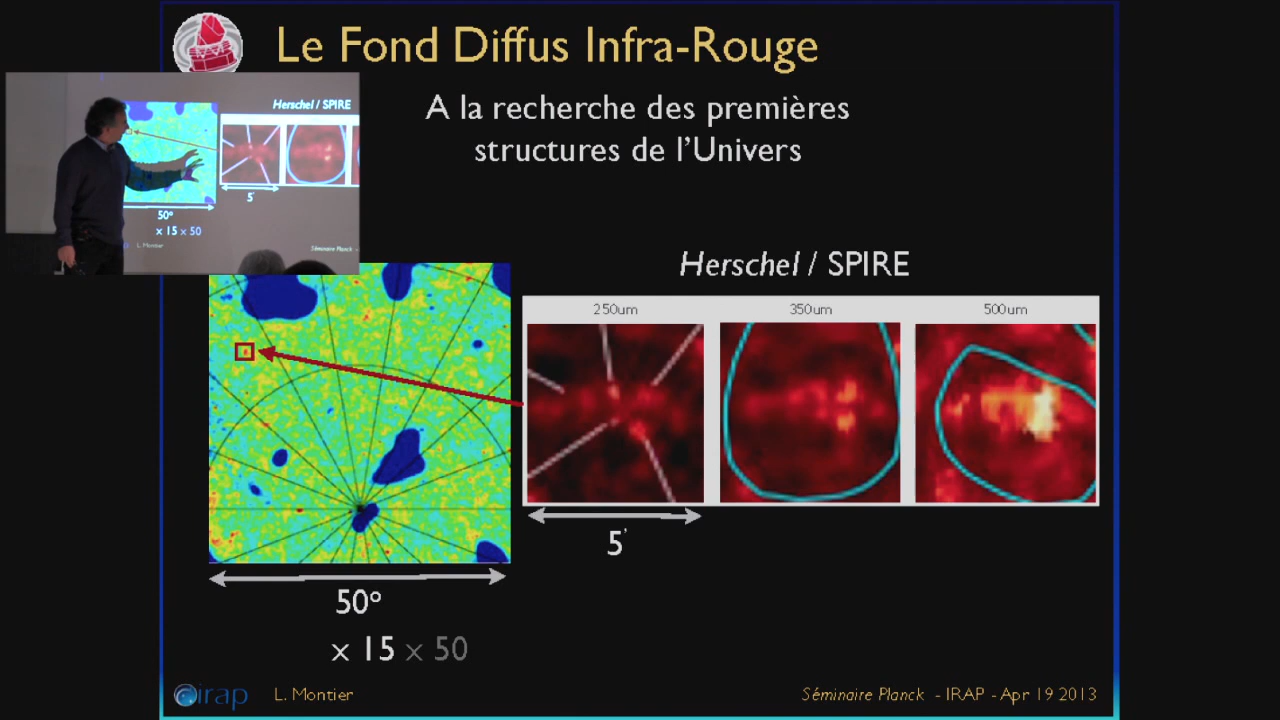 Le Fond Diffus Infra-Rouge
A la recherche des premières
structures de l'Univers
Herschel / SPIRE
5'
50°
x 15 x 50
L. Montier
Séminaire Planck -
Herschel / SPIRE
250um 350um 500um
5'
50°
x 15 x 50
irap L. Montier Séminaire Planck - IRAP - Apr 19 2013